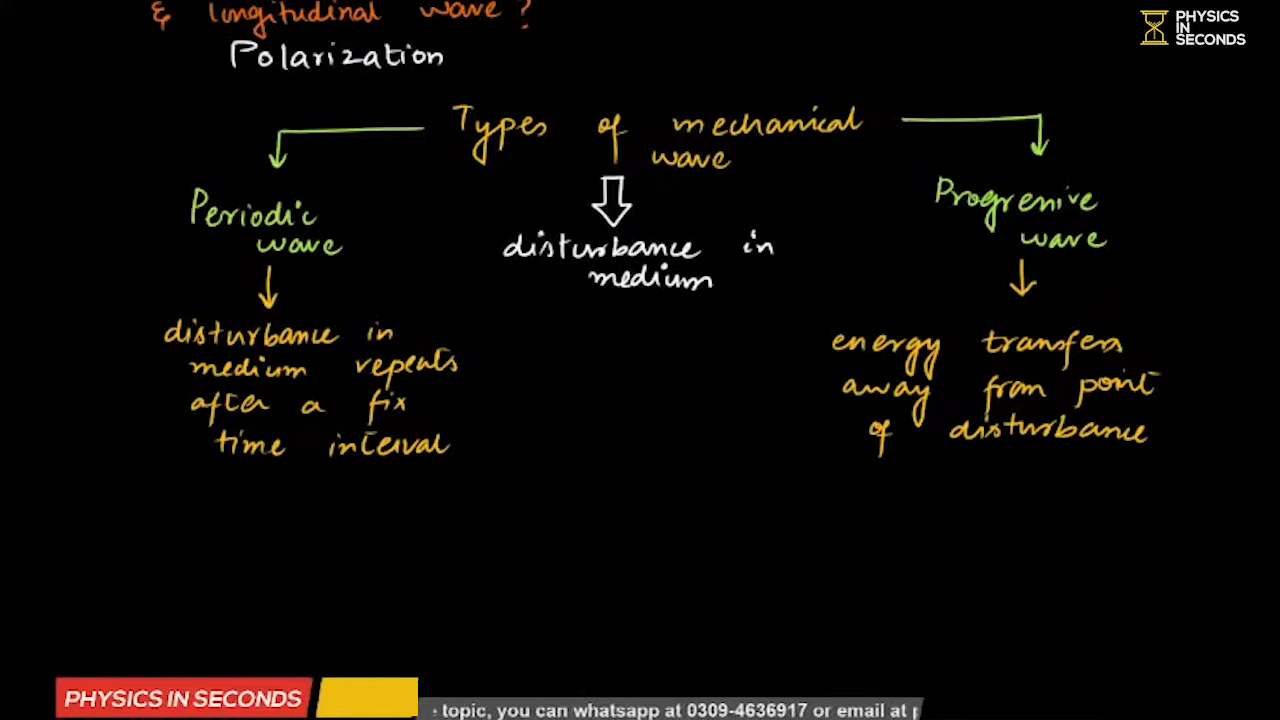 & longitudinal wave?
Polarization
PHYSICS
IN
SECONDS
Types of mechanical
wave
disturbance in
medium
Periodic
wave
disturbance in
medium repeats
after a fix
time interval
Progressive
wave
energy transfers
away from point
of disturbance
PHYSICS IN SECONDS
topic, you can whatsapp at 0309-4636917 or email at